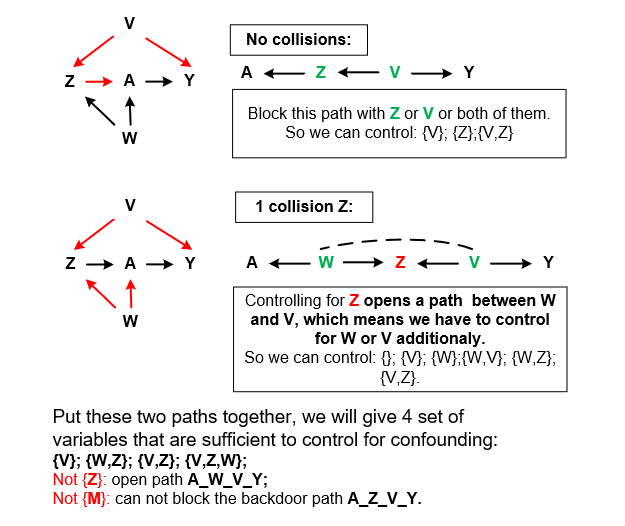 V
No collisions:
Z A Y
A Z V Y
W
Block this path with Z or V or both of them.
So we can control: {V}; {Z};{V,Z}
V
1 collision Z:
Z A Y
A W Z V Y
W
Controlling for Z opens a path between W
and V, which means we have to control
for W or V additionaly.
So we can control: {}; {V}; {W};{W,V}; {W,Z};
{V,Z}.
Put these two paths together, we will give 4 set of
variables that are sufficient to control for confounding:
{V}; {W,Z}; {V,Z}; {V,Z,W};
Not {Z}: open path A_W_V_Y;
Not {M}: can not block the backdoor path A_Z_V_Y.